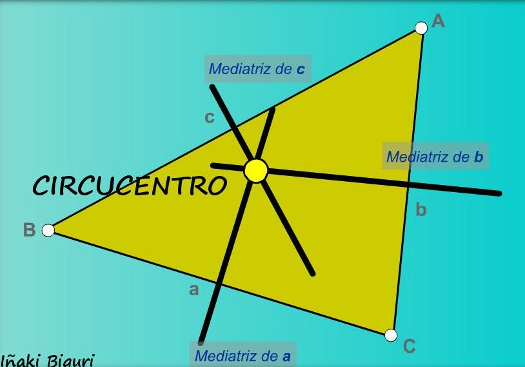 A
Mediatriz de c
c
Mediatriz de b
CIRCUCENTRO
b
B
a
C
Mediatriz de a
Iñaki Biguri